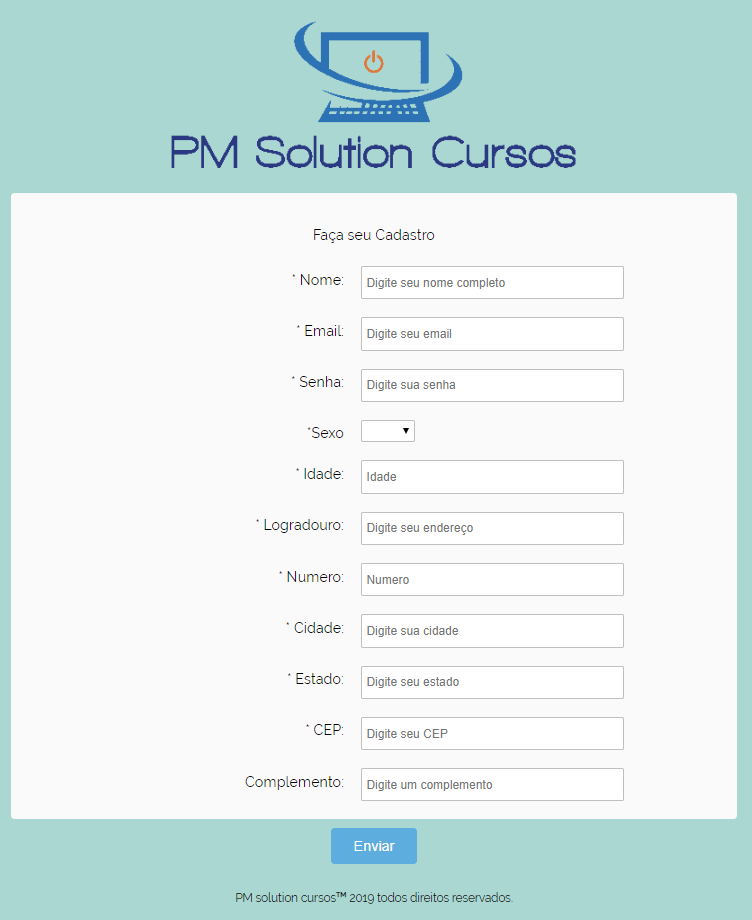 PM Solution Cursos
Faça seu Cadastro
* Nome: Digite seu nome completo
* Email: Digite seu email
* Senha: Digite sua senha
*Sexo
* Idade: Idade
* Logradouro: Digite seu endereço
* Numero: Numero
* Cidade: Digite sua cidade
* Estado: Digite seu estado
* CEP: Digite seu CEP
Complemento: Digite um complemento
Enviar
PM solution cursos™ 2019 todos direitos reservados.